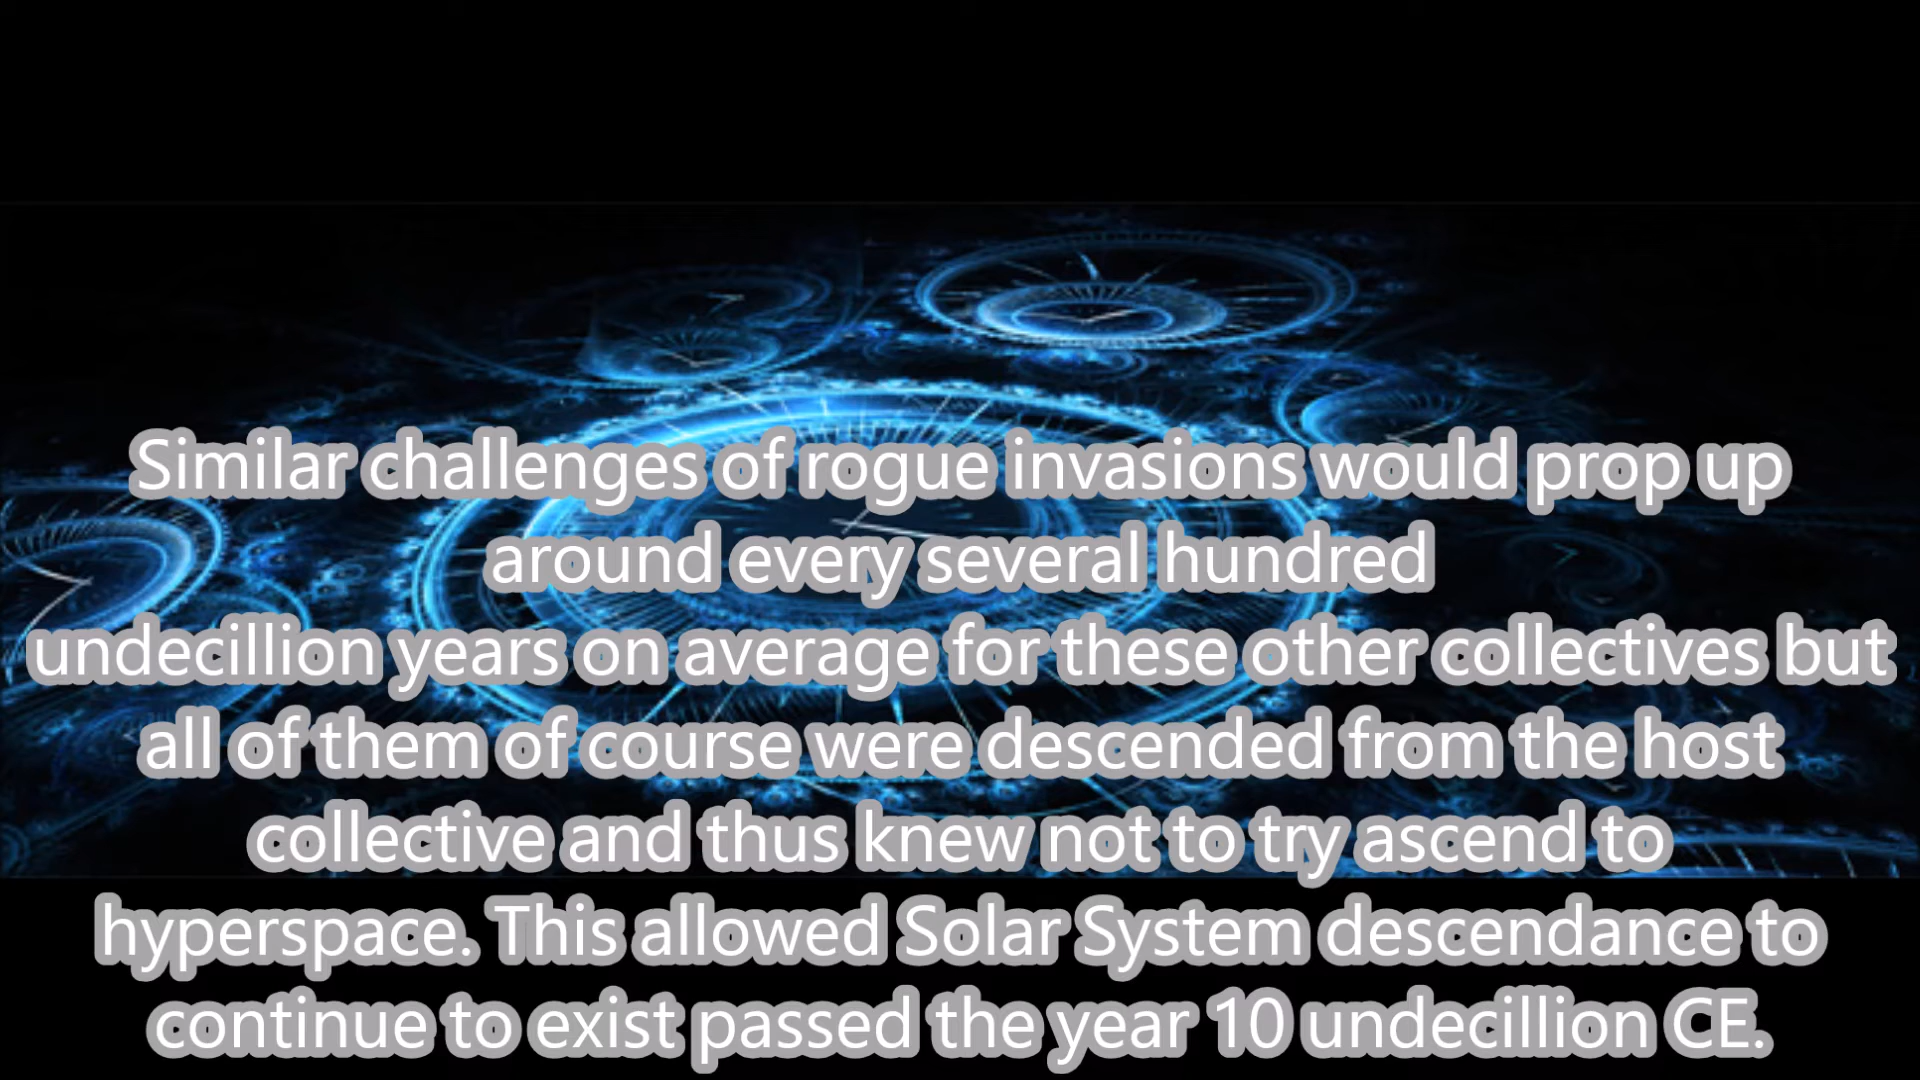 Similar challenges of rogue invasions would prop up
around every several hundred
undecillion years on average for these other collectives but
all of them of course were descended from the host
collective and thus knew not to try ascend to
hyperspace. This allowed Solar System descendance to
continue to exist passed the year 10 undecillion CE.